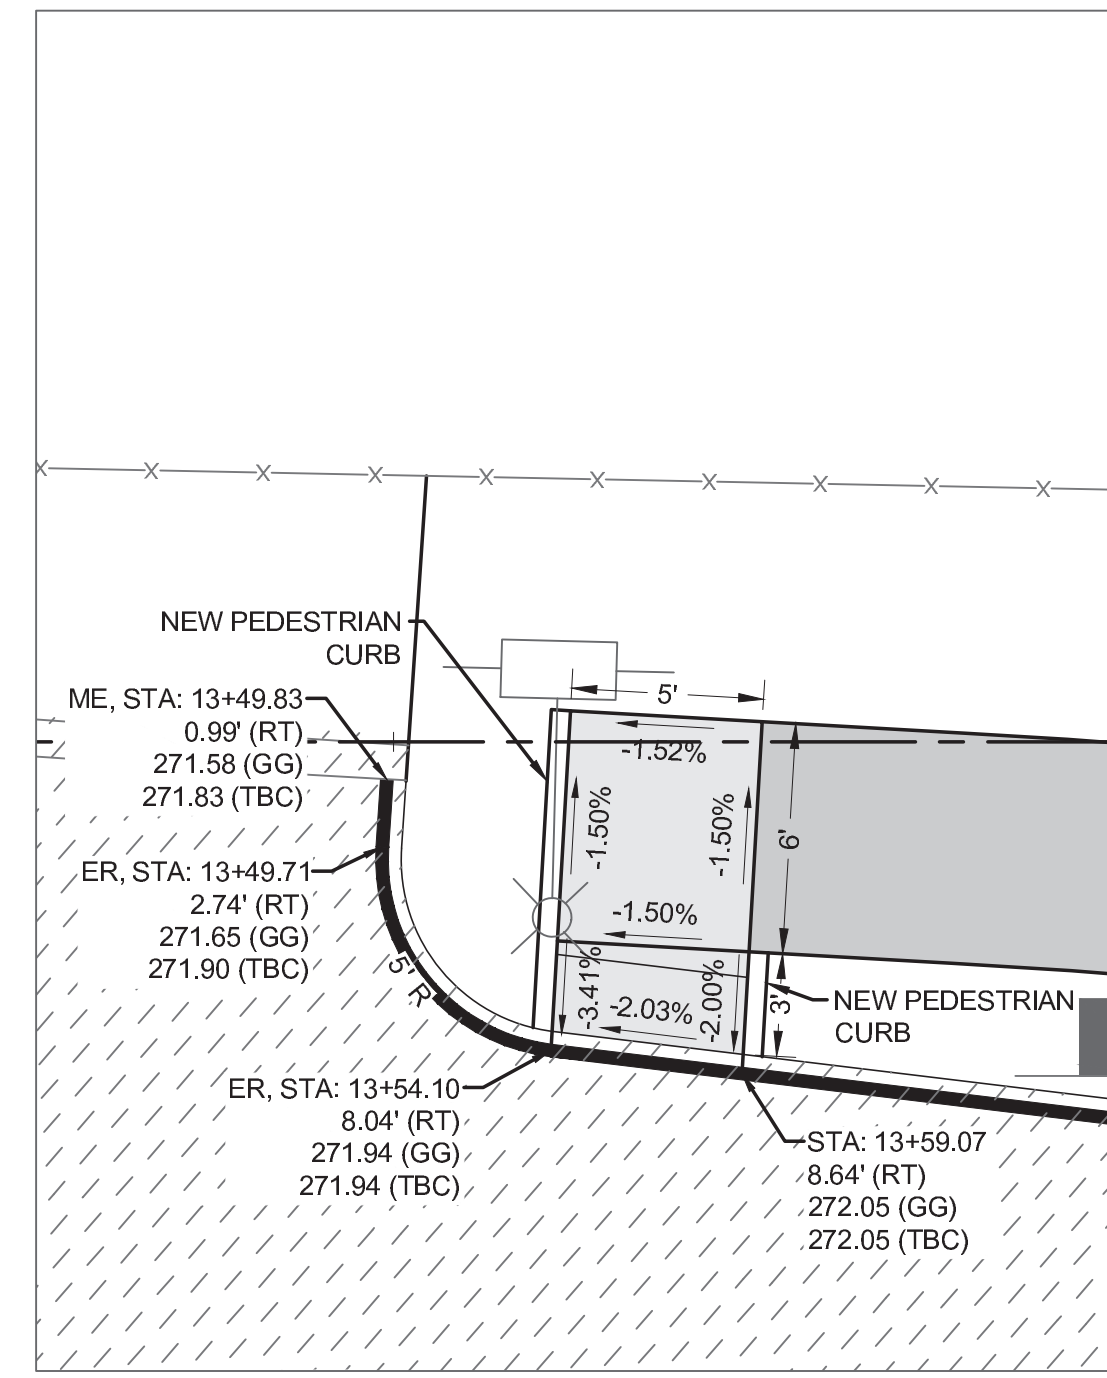 NEW PEDESTRIAN
CURB
ME, STA: 13+49.83
0.99' (RT)
271.58 (GG)
271.83 (TBC)
5'
-1.52%
-1.50%
-1.50%
6'
ER, STA: 13+49.71
2.74' (RT)
271.65 (GG)
271.90 (TBC)
-1.50%
5' R
-3.41%
-2.03%
-2.00%
3'
NEW PEDESTRIAN
CURB
ER, STA: 13+54.10
8.04' (RT)
271.94 (GG)
271.94 (TBC)
STA: 13+59.07
8.64' (RT)
272.05 (GG)
272.05 (TBC)